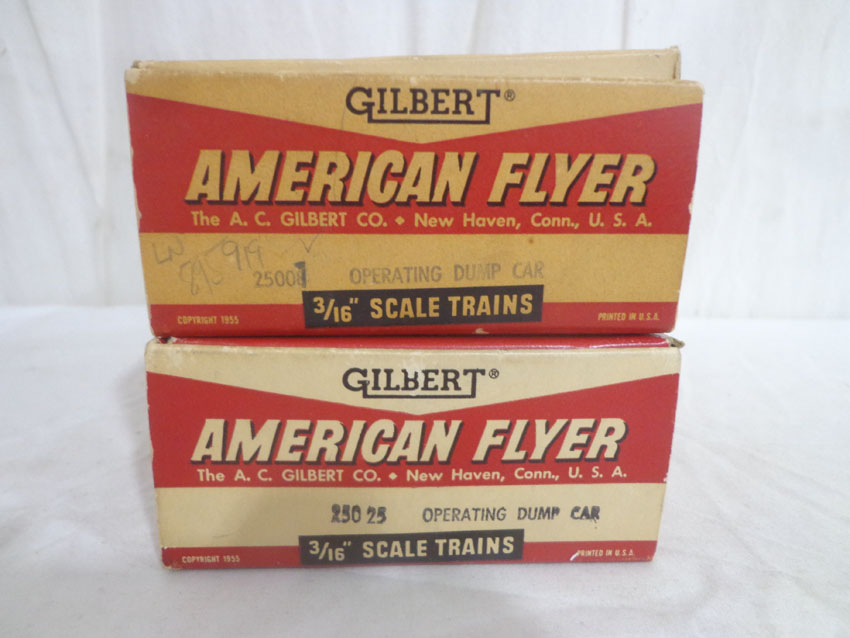 GILBERT®
AMERICAN FLYER
The A. C. GILBERT CO. • New Haven, Conn., U. S. A.
919
OPERATING DUMP CAR
3/16" SCALE TRAINS
COPYRIGHT 1955
PRINTED IN U.S.A.
GILBERT®
AMERICAN FLYER
The A. C. GILBERT CO. • New Haven, Conn., U. S. A.
25025 OPERATING DUMP CAR
3/16" SCALE TRAINS
COPYRIGHT 1955
PRINTED IN U.S.A.